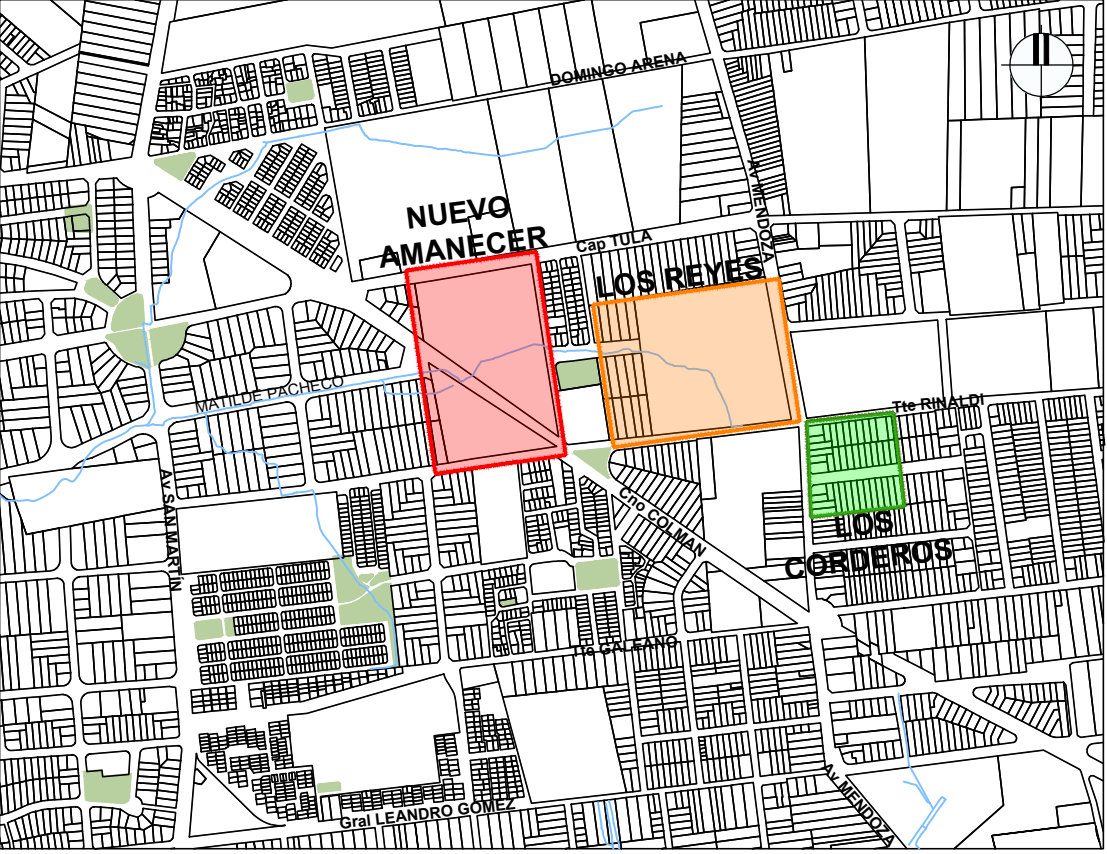 DOMINGO ARENA
Av MENDOZA
NUEVO
AMANECER
Cap TULA
LOS REYES
MATILDE PACHECO
Tte RINALDI
Av SAN MARTÍN
Cno COLMAN
LOS
CORDEROS
Tte GALEANO
Av MENDOZA
Gral LEANDRO GOMEZ